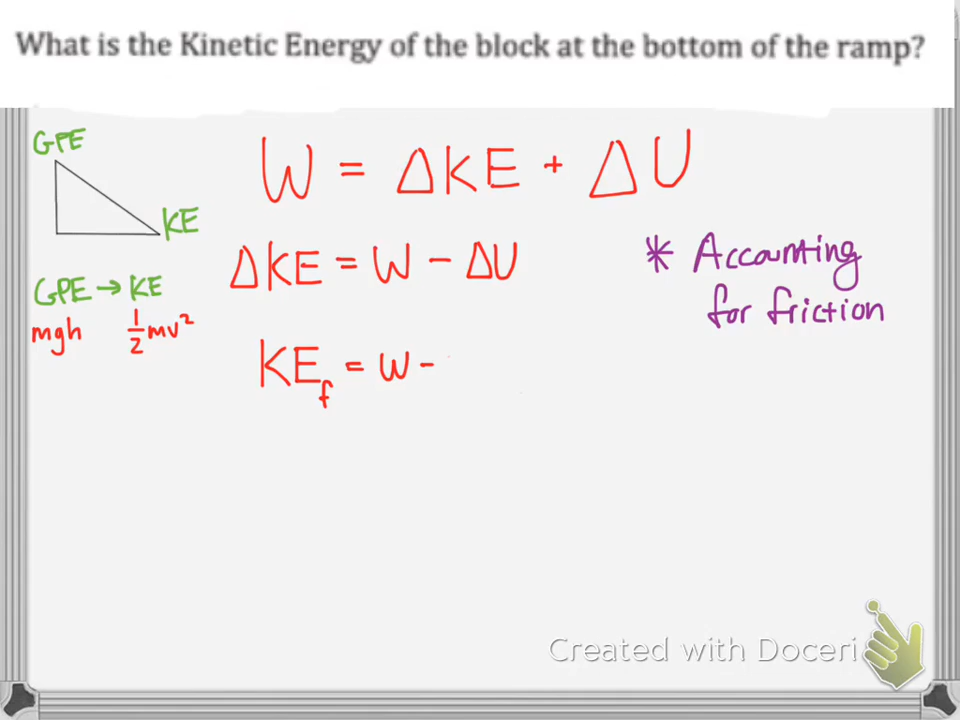 What is the Kinetic Energy of the block at the bottom of the ramp?
GPE
KE
GPE → KE
mgh ½mv²
W = ΔKE + ΔU
ΔKE = W - ΔU
KE_f = W -
* Accounting
for friction
Created with Doceri